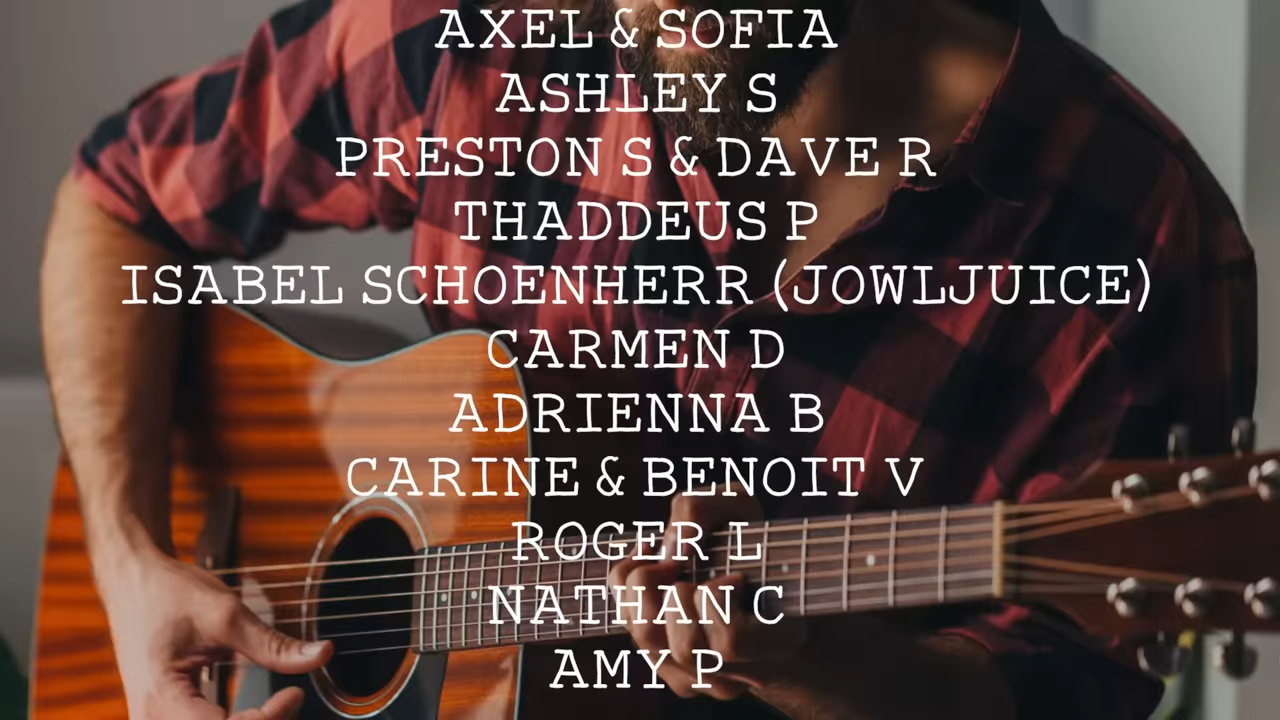 AXEL & SOFIA
ASHLEY S
PRESTON S & DAVE R
THADDEUS P
ISABEL SCHOENHERR (JOWLJUICE)
CARMEN D
ADRIENNA B
CARINE & BENOIT V
ROGER L
NATHAN C
AMY P